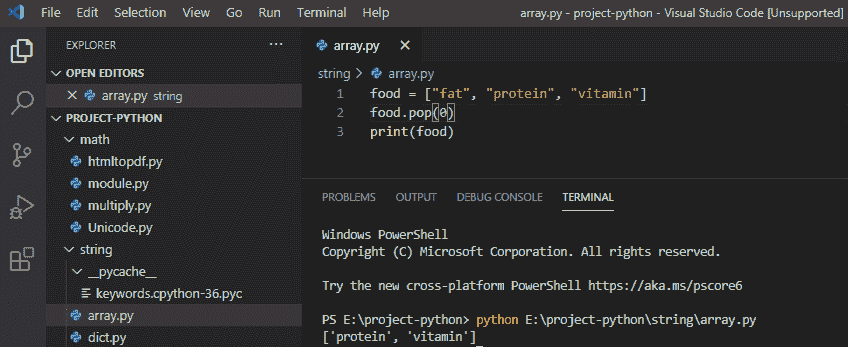 File Edit Selection View Go Run Terminal Help array.py - project-python - Visual Studio Code [Unsupported]
EXPLORER ...
OPEN EDITORS
array.py string
PROJECT-PYTHON
math
htmltopdf.py
module.py
multiply.py
Unicode.py
string
__pycache__
keywords.cpython-36.pyc
array.py
dict.py
array.py
string > array.py
1 food = ["fat", "protein", "vitamin"]
2 food.pop(0)
3 print(food)
PROBLEMS OUTPUT DEBUG CONSOLE TERMINAL
Windows PowerShell
Copyright (C) Microsoft Corporation. All rights reserved.
Try the new cross-platform PowerShell https://aka.ms/pscore6
PS E:\project-python> python E:\project-python\string\array.py
['protein', 'vitamin']